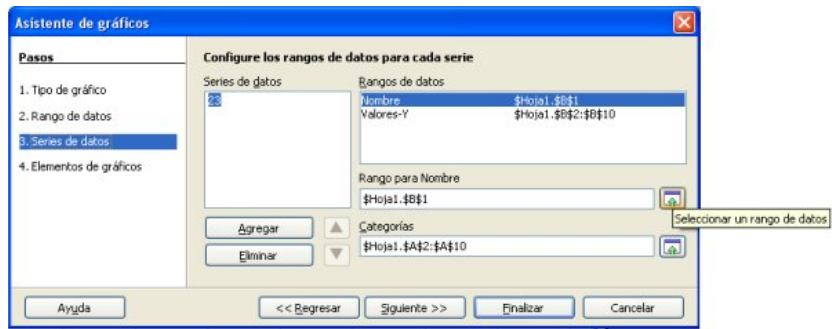 Asistente de gráficos
Pasos
1. Tipo de gráfico
2. Rango de datos
3. Series de datos
4. Elementos de gráficos
Configure los rangos de datos para cada serie
Series de datos
23
Rangos de datos
Nombre $Hoja1.$B$1
Valores-Y $Hoja1.$B$2:$B$10
Rango para Nombre
$Hoja1.$B$1
Seleccionar un rango de datos
Categorías
$Hoja1.$A$2:$A$10
Agregar
Eliminar
Ayuda
<< Regresar
Siguiente >>
Finalizar
Cancelar